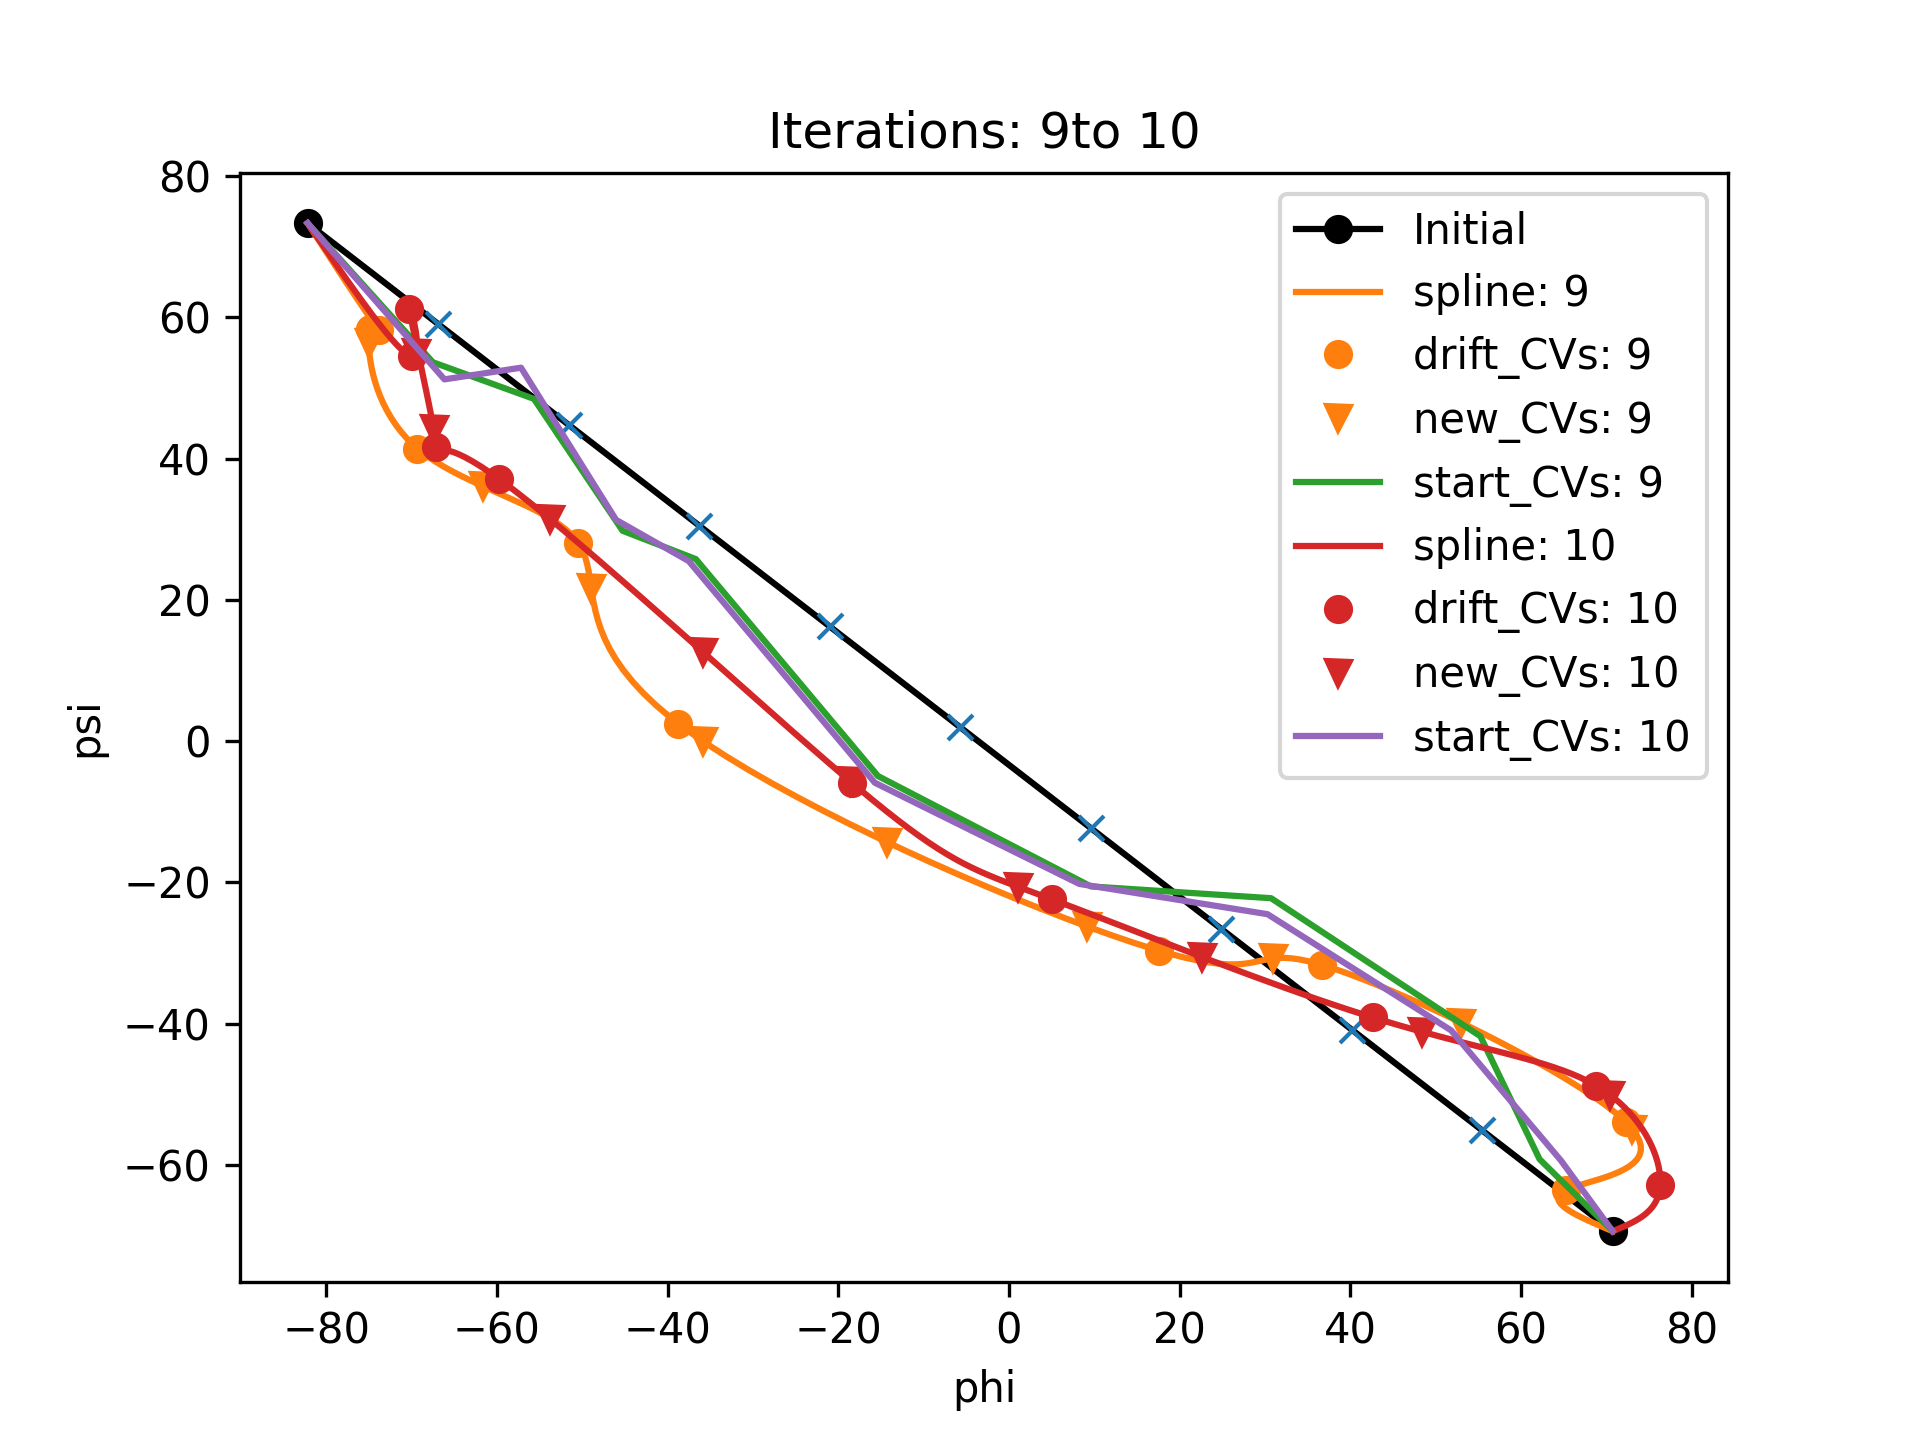 Iterations: 9to 10
80
60
40
20
0
−20
−40
−60
psi
−80
−60
−40
−20
0
20
40
60
80
phi
Initial
spline: 9
drift_CVs: 9
new_CVs: 9
start_CVs: 9
spline: 10
drift_CVs: 10
new_CVs: 10
start_CVs: 10